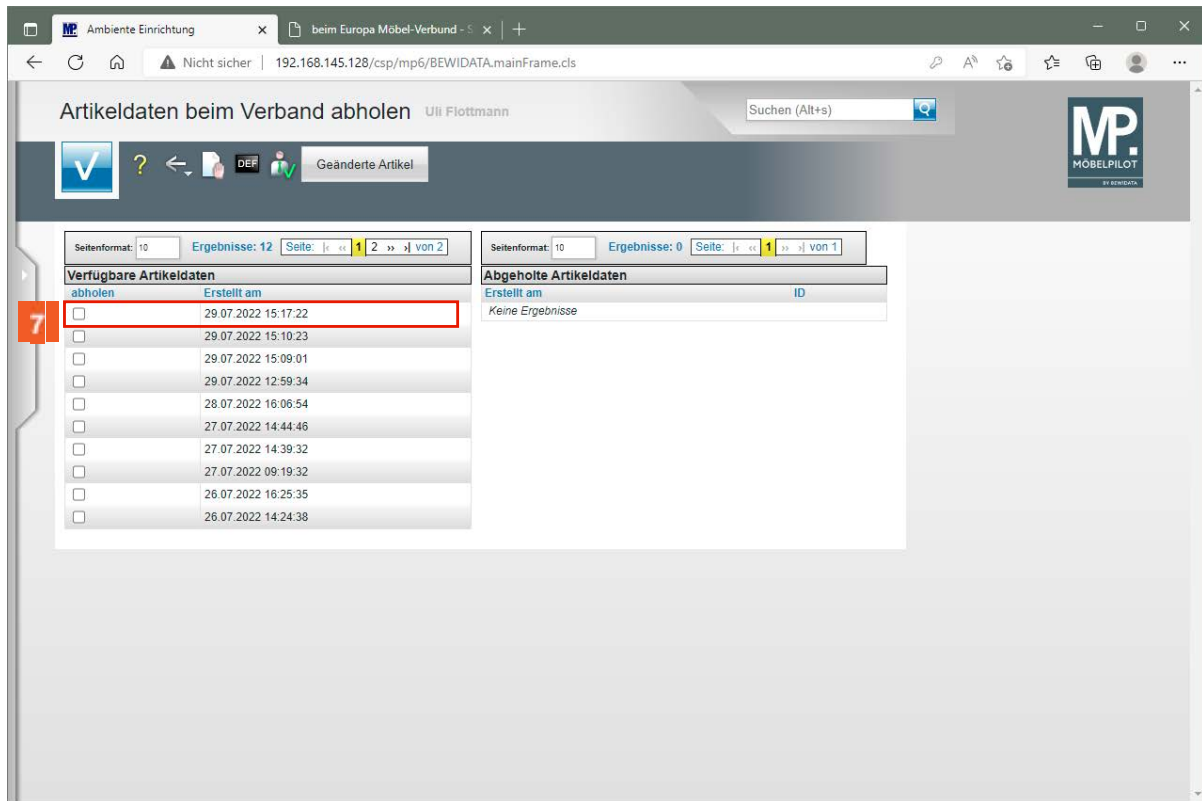 MP. Ambiente Einrichtung
beim Europa Möbel-Verbund - S
Nicht sicher | 192.168.145.128/csp/mp6/BEWIDATA.mainFrame.cls
Artikeldaten beim Verband abholen Uli Flottmann
Suchen (Alt+s)
MP.
MÖBELPILOT
BY BEWIDATA
? DEF Geänderte Artikel
Seitenformat: 10 Ergebnisse: 12 Seite: |‹ ‹‹ 1 2 ›› ›| von 2
Seitenformat: 10 Ergebnisse: 0 Seite: |‹ ‹‹ 1 ›› ›| von 1
Verfügbare Artikeldaten
abholen Erstellt am
7
29.07.2022 15:17:22
29.07.2022 15:10:23
29.07.2022 15:09:01
29.07.2022 12:59:34
28.07.2022 16:06:54
27.07.2022 14:44:46
27.07.2022 14:39:32
27.07.2022 09:19:32
26.07.2022 16:25:35
26.07.2022 14:24:38
Abgeholte Artikeldaten
Erstellt am ID
Keine Ergebnisse